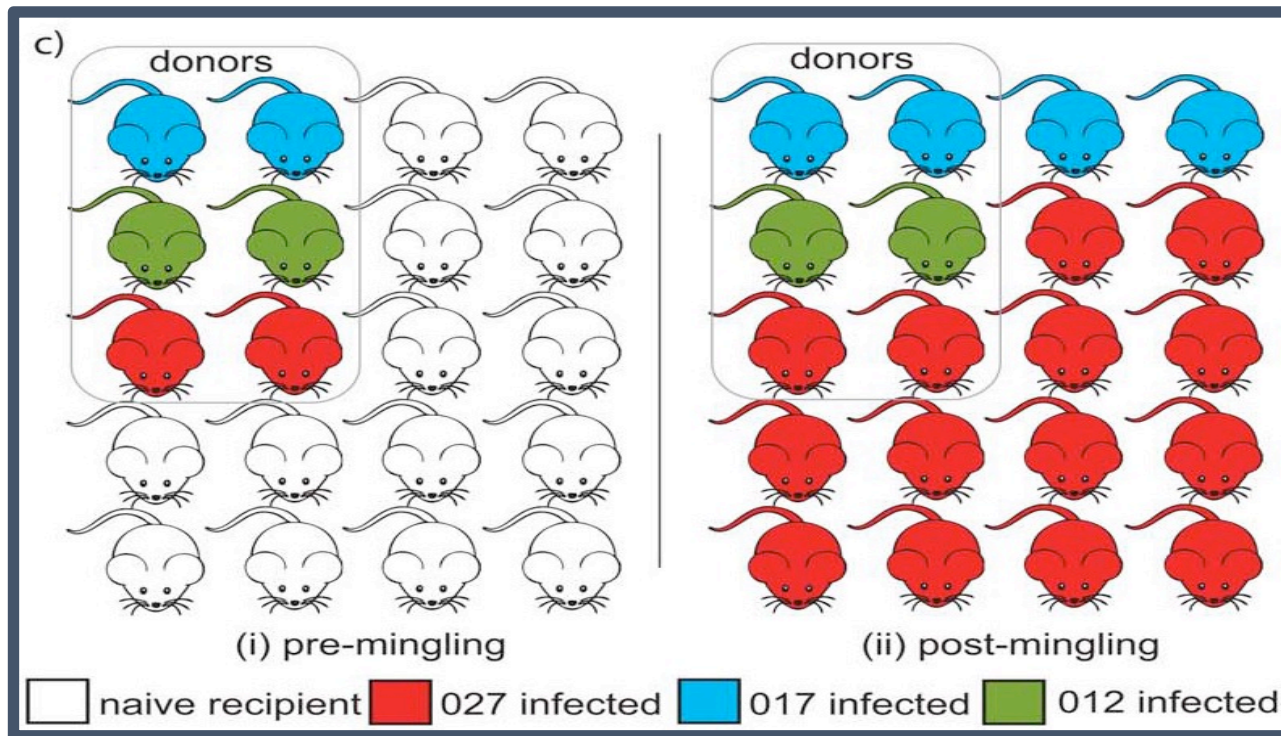 c)
donors
donors
(i) pre-mingling
(ii) post-mingling
naive recipient 027 infected 017 infected 012 infected